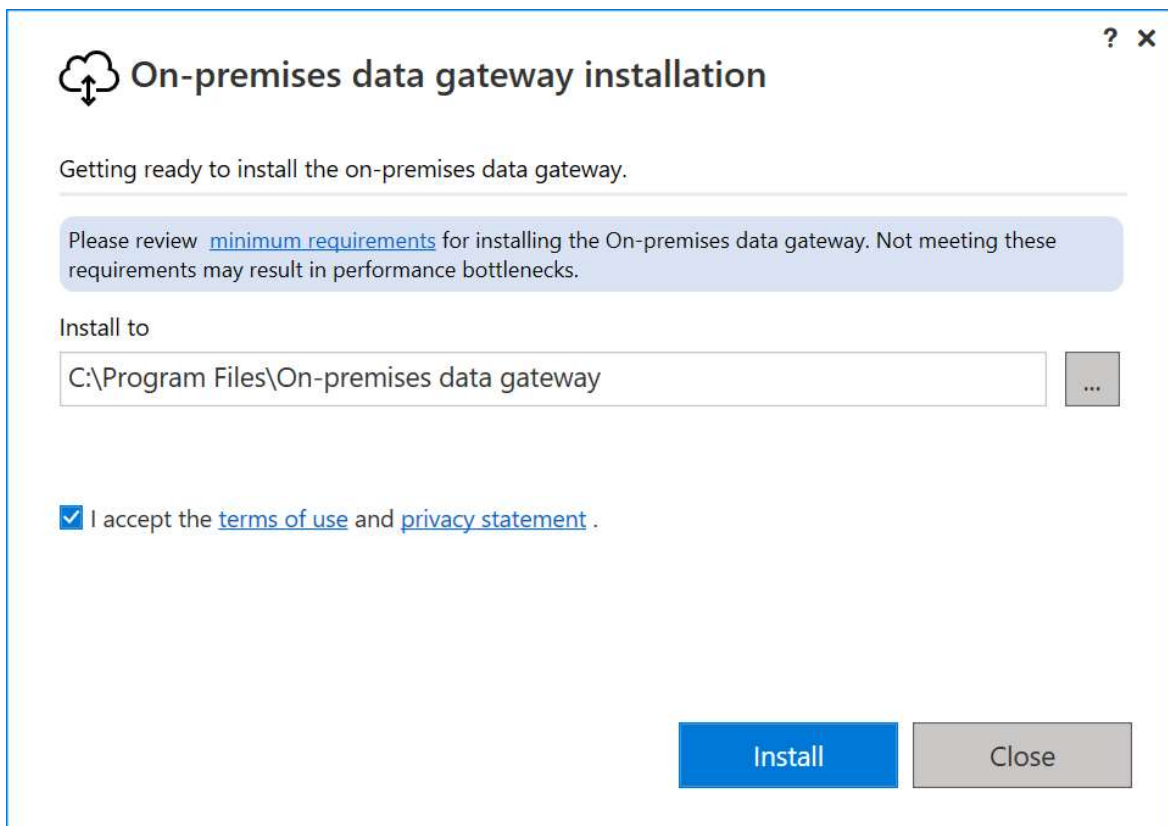 ? ×
On-premises data gateway installation
Getting ready to install the on-premises data gateway.
Please review minimum requirements for installing the On-premises data gateway. Not meeting these
requirements may result in performance bottlenecks.
Install to
C:\Program Files\On-premises data gateway
...
I accept the terms of use and privacy statement .
Install
Close